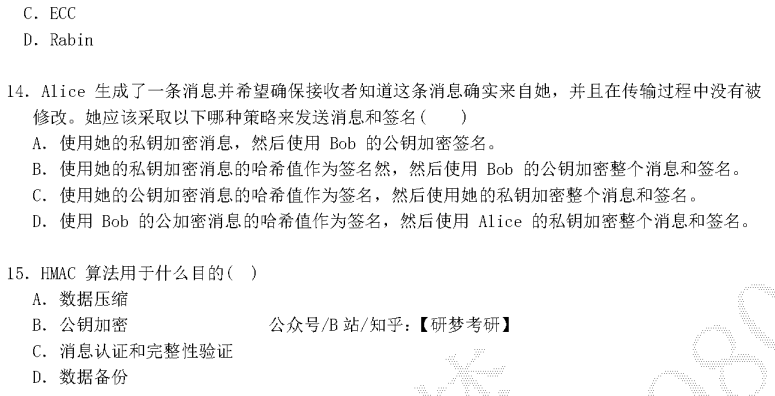 C. ECC
D. Rabin
14. Alice 生成了一条消息并希望确保接收者知道这条消息确实来自她，并且在传输过程中没有被
修改。她应该采取以下哪种策略来发送消息和签名(    )
A. 使用她的私钥加密消息，然后使用 Bob 的公钥加密签名。
B. 使用她的私钥加密消息的哈希值作为签名然，然后使用 Bob 的公钥加密整个消息和签名。
C. 使用她的公钥加密消息的哈希值作为签名，然后使用她的私钥加密整个消息和签名。
D. 使用 Bob 的公加密消息的哈希值作为签名，然后使用 Alice 的私钥加密整个消息和签名。
15. HMAC 算法用于什么目的(  )
A. 数据压缩
B. 公钥加密 公众号/B 站/知乎:【研梦考研】
C. 消息认证和完整性验证
D. 数据备份